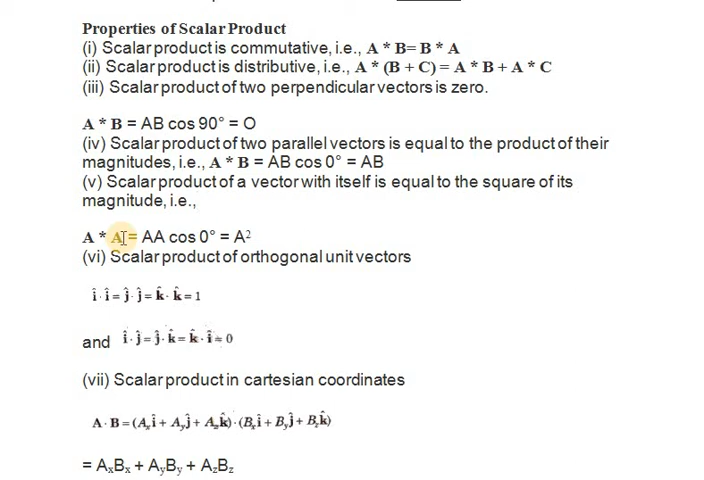 Properties of Scalar Product
(i) Scalar product is commutative, i.e., A * B= B * A
(ii) Scalar product is distributive, i.e., A * (B + C) = A * B + A * C
(iii) Scalar product of two perpendicular vectors is zero.
A * B = AB cos 90° = O
(iv) Scalar product of two parallel vectors is equal to the product of their
magnitudes, i.e., A * B = AB cos 0° = AB
(v) Scalar product of a vector with itself is equal to the square of its
magnitude, i.e.,
A * A = AA cos 0° = A²
(vi) Scalar product of orthogonal unit vectors
î · î = ĵ · ĵ = k̂ · k̂ = 1
and î · ĵ = ĵ · k̂ = k̂ · î = 0
(vii) Scalar product in cartesian coordinates
A · B = (Aₓî + Aᵧĵ + A_zk̂) · (Bₓî + Bᵧĵ + B_zk̂)
= AₓBₓ + AᵧBᵧ + A_zB_z